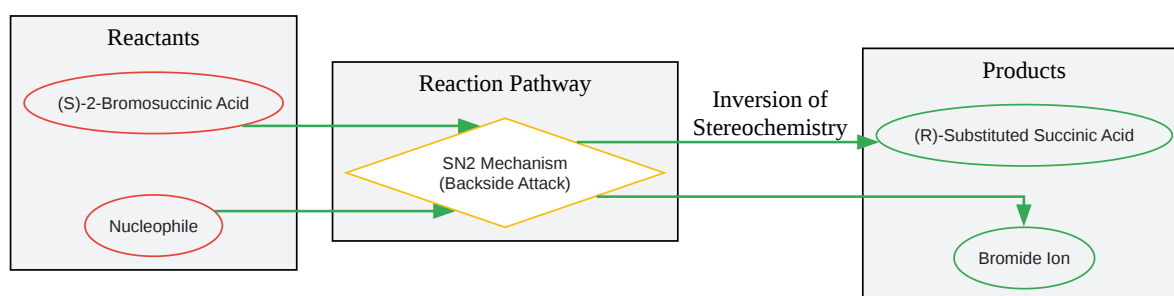 Reactants
(S)-2-Bromosuccinic Acid
Nucleophile
Reaction Pathway
SN2 Mechanism
(Backside Attack)
Inversion of
Stereochemistry
Products
(R)-Substituted Succinic Acid
Bromide Ion